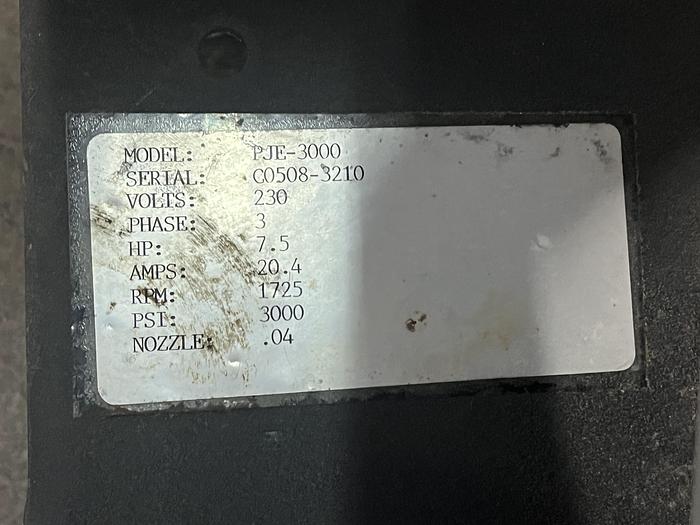 MODEL: PJE-3000
SERIAL: C0508-3210
VOLTS: 230
PHASE: 3
HP: 7.5
AMPS: 20.4
RPM: 1725
PSI: 3000
NOZZLE: .04